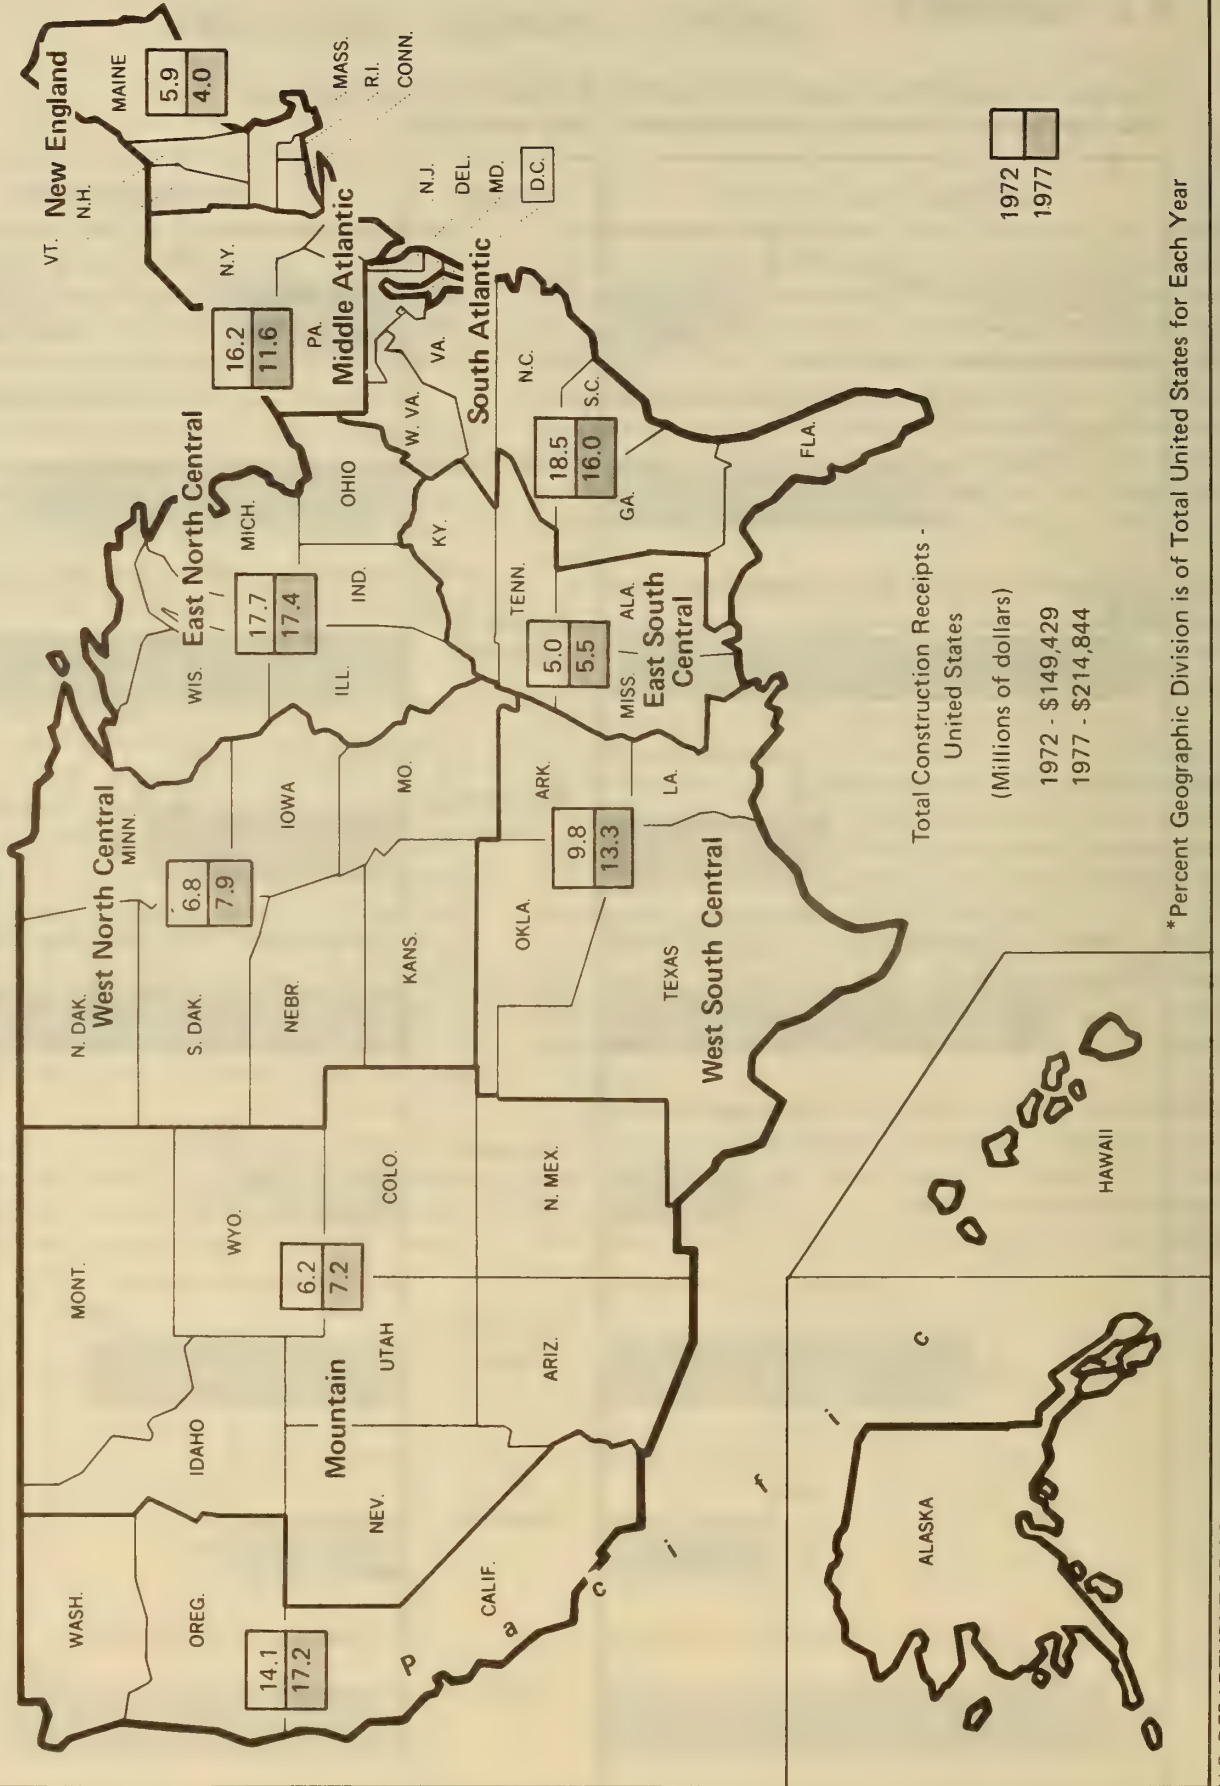 WASH.
OREG.
14.1
17.2
CALIF.
P a c i f i c
NEV.
IDAHO
MONT.
WYO.
6.2
7.2
UTAH
Mountain
COLO.
ARIZ.
N. MEX.
N. DAK.
West North Central
MINN.
S. DAK.
6.8
7.9
NEBR.
IOWA
KANS.
MO.
OKLA.
ARK.
9.8
13.3
TEXAS
LA.
West South Central
WIS.
East North Central
MICH.
17.7
17.4
ILL.
IND.
OHIO
KY.
TENN.
5.0
5.5
MISS.
ALA.
East South
Central
VT.
New England
N.H.
MAINE
5.9
4.0
MASS.
R.I.
CONN.
N.Y.
16.2
11.6
PA.
Middle Atlantic
N.J.
DEL.
MD.
D.C.
W. VA.
VA.
South Atlantic
N.C.
S.C.
18.5
16.0
GA.
FLA.
ALASKA
HAWAII
Total Construction Receipts -
United States
(Millions of dollars)
1972 - $149,429
1977 - $214,844
1972
1977
*Percent Geographic Division is of Total United States for Each Year